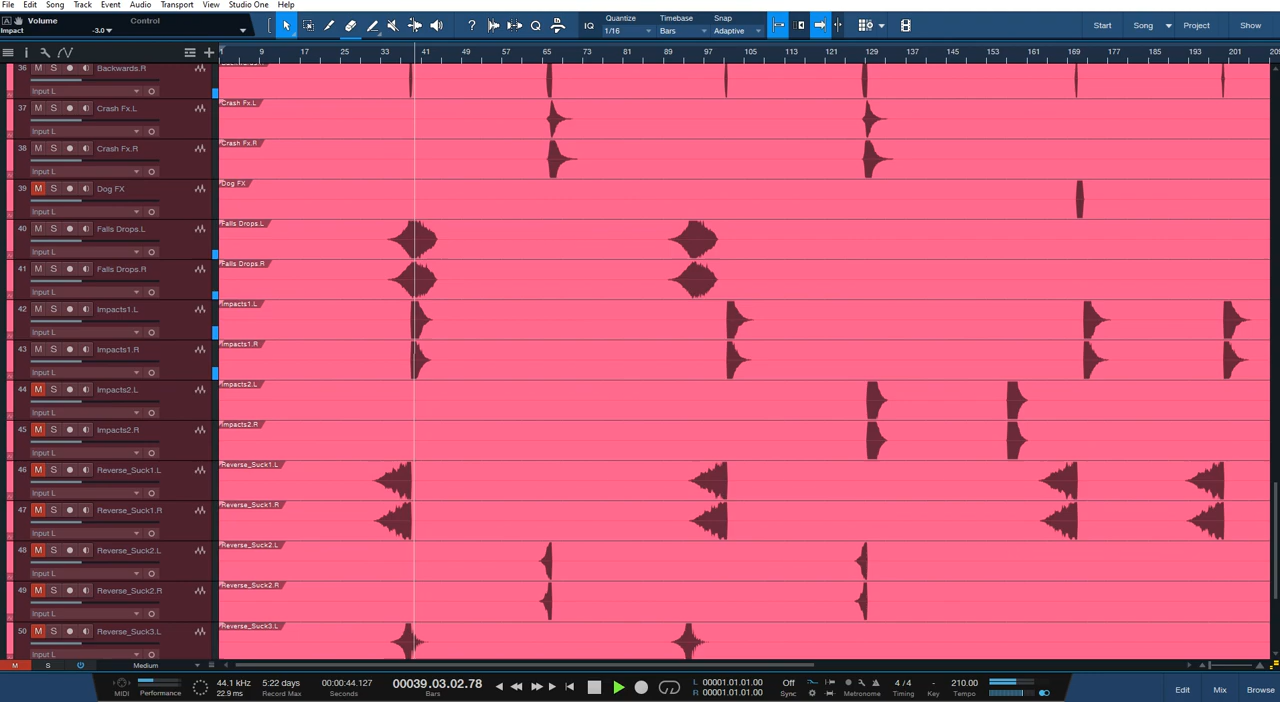 File Edit Song Track Event Audio Transport View Studio One Help
Volume Control
Impact -3.0
IQ Quantize Timebase Snap Start Song Project Show
1/16 Bars Adaptive
9 17 25 33 41 49 57 65 73 81 89 97 105 113 121 129 137 145 153 161 169 177 185 193 201 209
36 M S Backwards.R
Input L
37 M S Crash Fx.L Crash Fx.L
Input L
38 M S Crash Fx.R Crash Fx.R
Input L
39 M S Dog FX Dog FX
Input L
40 M S Falls Drops.L Falls Drops.L
Input L
41 M S Falls Drops.R Falls Drops.R
Input L
42 M S Impacts1.L Impacts1.L
Input L
43 M S Impacts1.R Impacts1.R
Input L
44 M S Impacts2.L Impacts2.L
Input L
45 M S Impacts2.R Impacts2.R
Input L
46 M S Reverse_Suck1.L Reverse_Suck1.L
Input L
47 M S Reverse_Suck1.R Reverse_Suck1.R
Input L
48 M S Reverse_Suck2.L Reverse_Suck2.L
Input L
49 M S Reverse_Suck2.R Reverse_Suck2.R
Input L
50 M S Reverse_Suck3.L Reverse_Suck3.L
Input L
M S Medium
MIDI Performance 44.1 kHz 22.9 ms 5:22 days Record Max 00:00:44.127 Seconds 00039.03.02.78 Bars L 00001.01.01.00 R 00001.01.01.00 Off Sync Metronome 4 / 4 Timing - Key 210.00 Tempo Edit Mix Browse